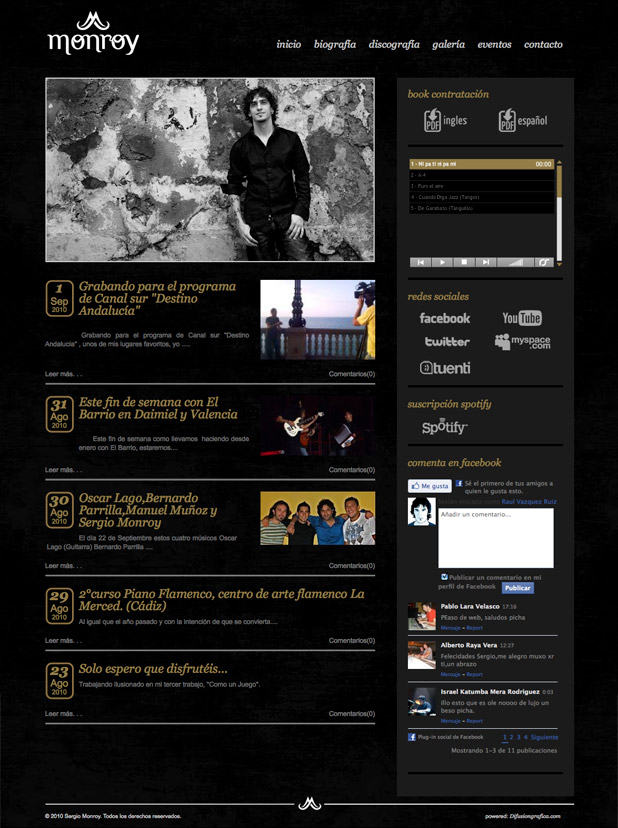 monroy
inicio biografía discografía galería eventos contacto
book contratación
PDF ingles PDF español
1 - Mi pa ti ni pa mi 00:00
2 - A 4
3 - Puro el aire
4 - Cuando Diga Jazz (Tangos)
5 - De Garabato (Tanguillo)
redes sociales
facebook YouTube
twitter myspace.com
tuenti
suscripción spotify
Spotify
comenta en facebook
Me gusta Sé el primero de tus amigos a
quien le gusta esto.
Raul Vazquez Ruiz
Añadir un comentario...
Publicar un comentario en mi
perfil de Facebook Publicar
Pablo Lara Velasco 17:16
PEaso de web, saludos picha
Mensaje - Report
Alberto Raya Vera 12:27
Felecidades Sergio,me alegro muxo xr
ti,un abrazo
Mensaje - Report
Israel Katumba Mera Rodriguez 0:03
illo esto que es ole noooo de lujo un
beso picha.
Mensaje - Report
Plug-in social de Facebook 1 2 3 4 Siguiente
Mostrando 1-3 de 11 publicaciones
1
Sep
2010
Grabando para el programa
de Canal sur "Destino
Andalucía"
Grabando para el programa de Canal sur "Destino
Andalucía" , unos de mis lugares favoritos, yo .....
Leer más. . . Comentarios(0)
31
Ago
2010
Este fin de semana con El
Barrio en Daimiel y Valencia
Este fin de semana como llevamos haciendo desde
enero con El Barrio, estaremos....
Leer más. . . Comentarios(0)
30
Ago
2010
Oscar Lago,Bernardo
Parrilla,Manuel Muñoz y
Sergio Monroy
El día 22 de Septiembre estos cuatro músicos Oscar
Lago (Guitarra) Bernardo Parrilla ....
Leer más. . . Comentarios(0)
29
Ago
2010
2ºcurso Piano Flamenco, centro de arte flamenco La
Merced. (Cádiz)
Al igual que el año pasado y con la intención de que se convierta....
Leer más. . . Comentarios(0)
23
Ago
2010
Solo espero que disfrutéis...
Trabajando ilusionado en mi tercer trabajo, "Como un Juego".
Leer más. . . Comentarios(0)
© 2010 Sergio Monroy. Todos los derechos reservados. powered: Difusiongrafica.com